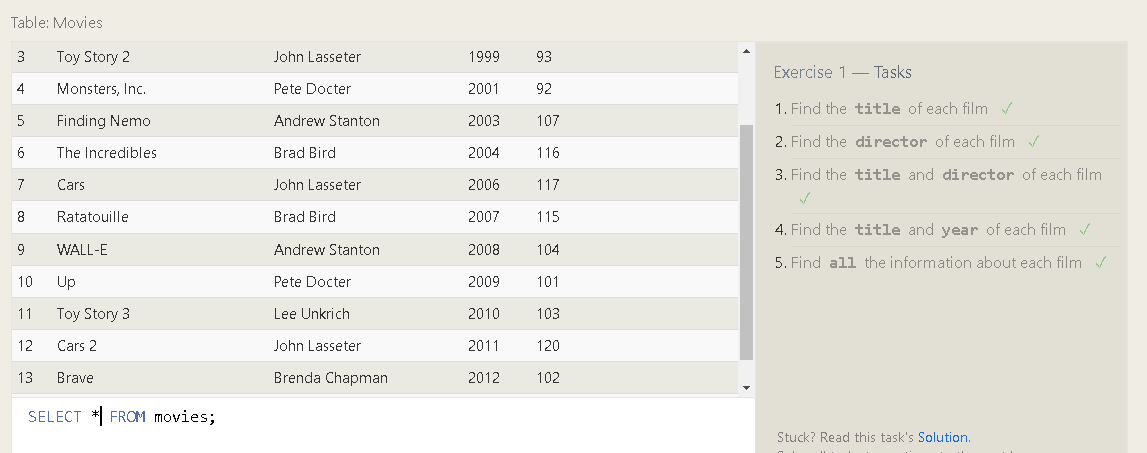 Table: Movies
3 Toy Story 2 John Lasseter 1999 93
4 Monsters, Inc. Pete Docter 2001 92
5 Finding Nemo Andrew Stanton 2003 107
6 The Incredibles Brad Bird 2004 116
7 Cars John Lasseter 2006 117
8 Ratatouille Brad Bird 2007 115
9 WALL-E Andrew Stanton 2008 104
10 Up Pete Docter 2009 101
11 Toy Story 3 Lee Unkrich 2010 103
12 Cars 2 John Lasseter 2011 120
13 Brave Brenda Chapman 2012 102
SELECT * FROM movies;
Exercise 1 — Tasks
1. Find the title of each film ✓
2. Find the director of each film ✓
3. Find the title and director of each film
✓
4. Find the title and year of each film ✓
5. Find all the information about each film ✓
Stuck? Read this task's Solution.